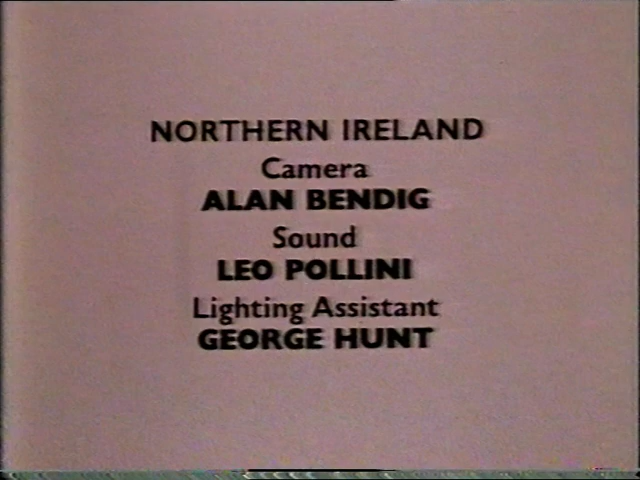 NORTHERN IRELAND
Camera
ALAN BENDIG
Sound
LEO POLLINI
Lighting Assistant
GEORGE HUNT